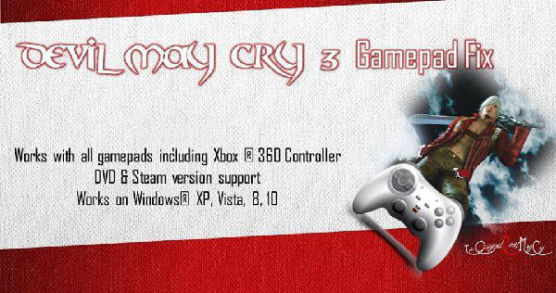 DEVIL MAY CRY 3 Gamepad Fix
Works with all gamepads including Xbox ® 360 Controller
DVD & Steam version support
Works on Windows® XP, Vista, 8, 10